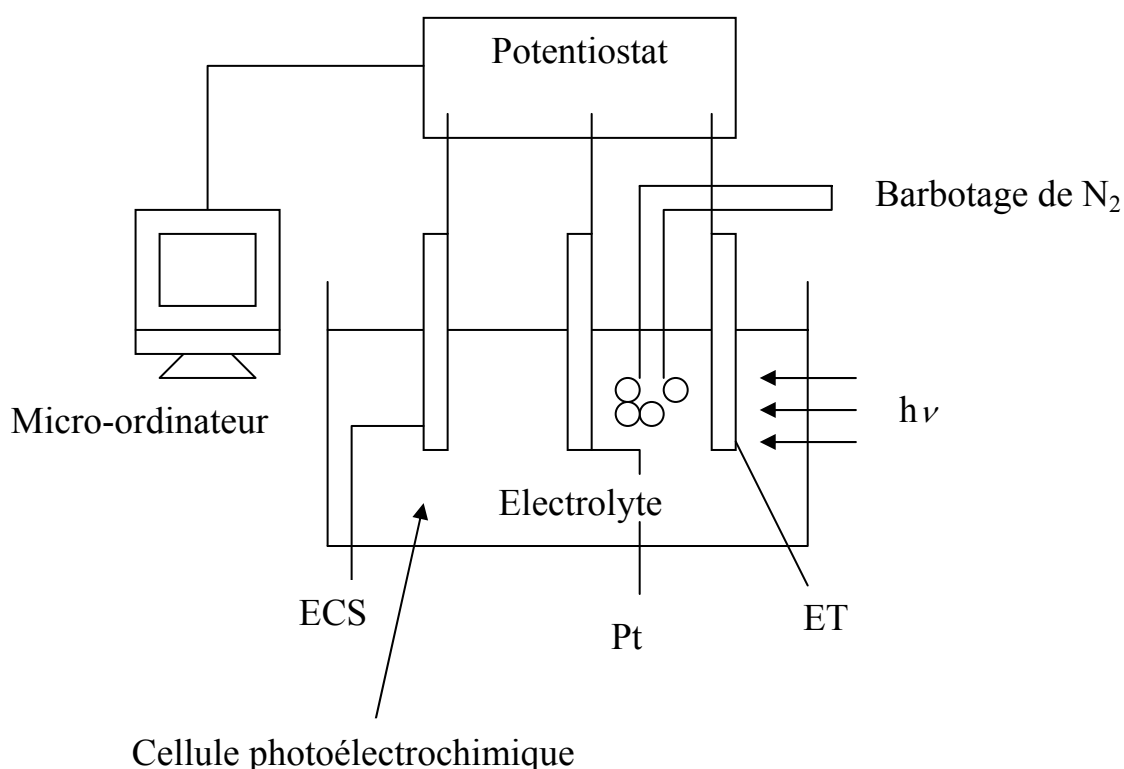 Potentiostat
Barbotage de N₂
Micro-ordinateur
hν
Electrolyte
ECS
Pt
ET
Cellule photoélectrochimique